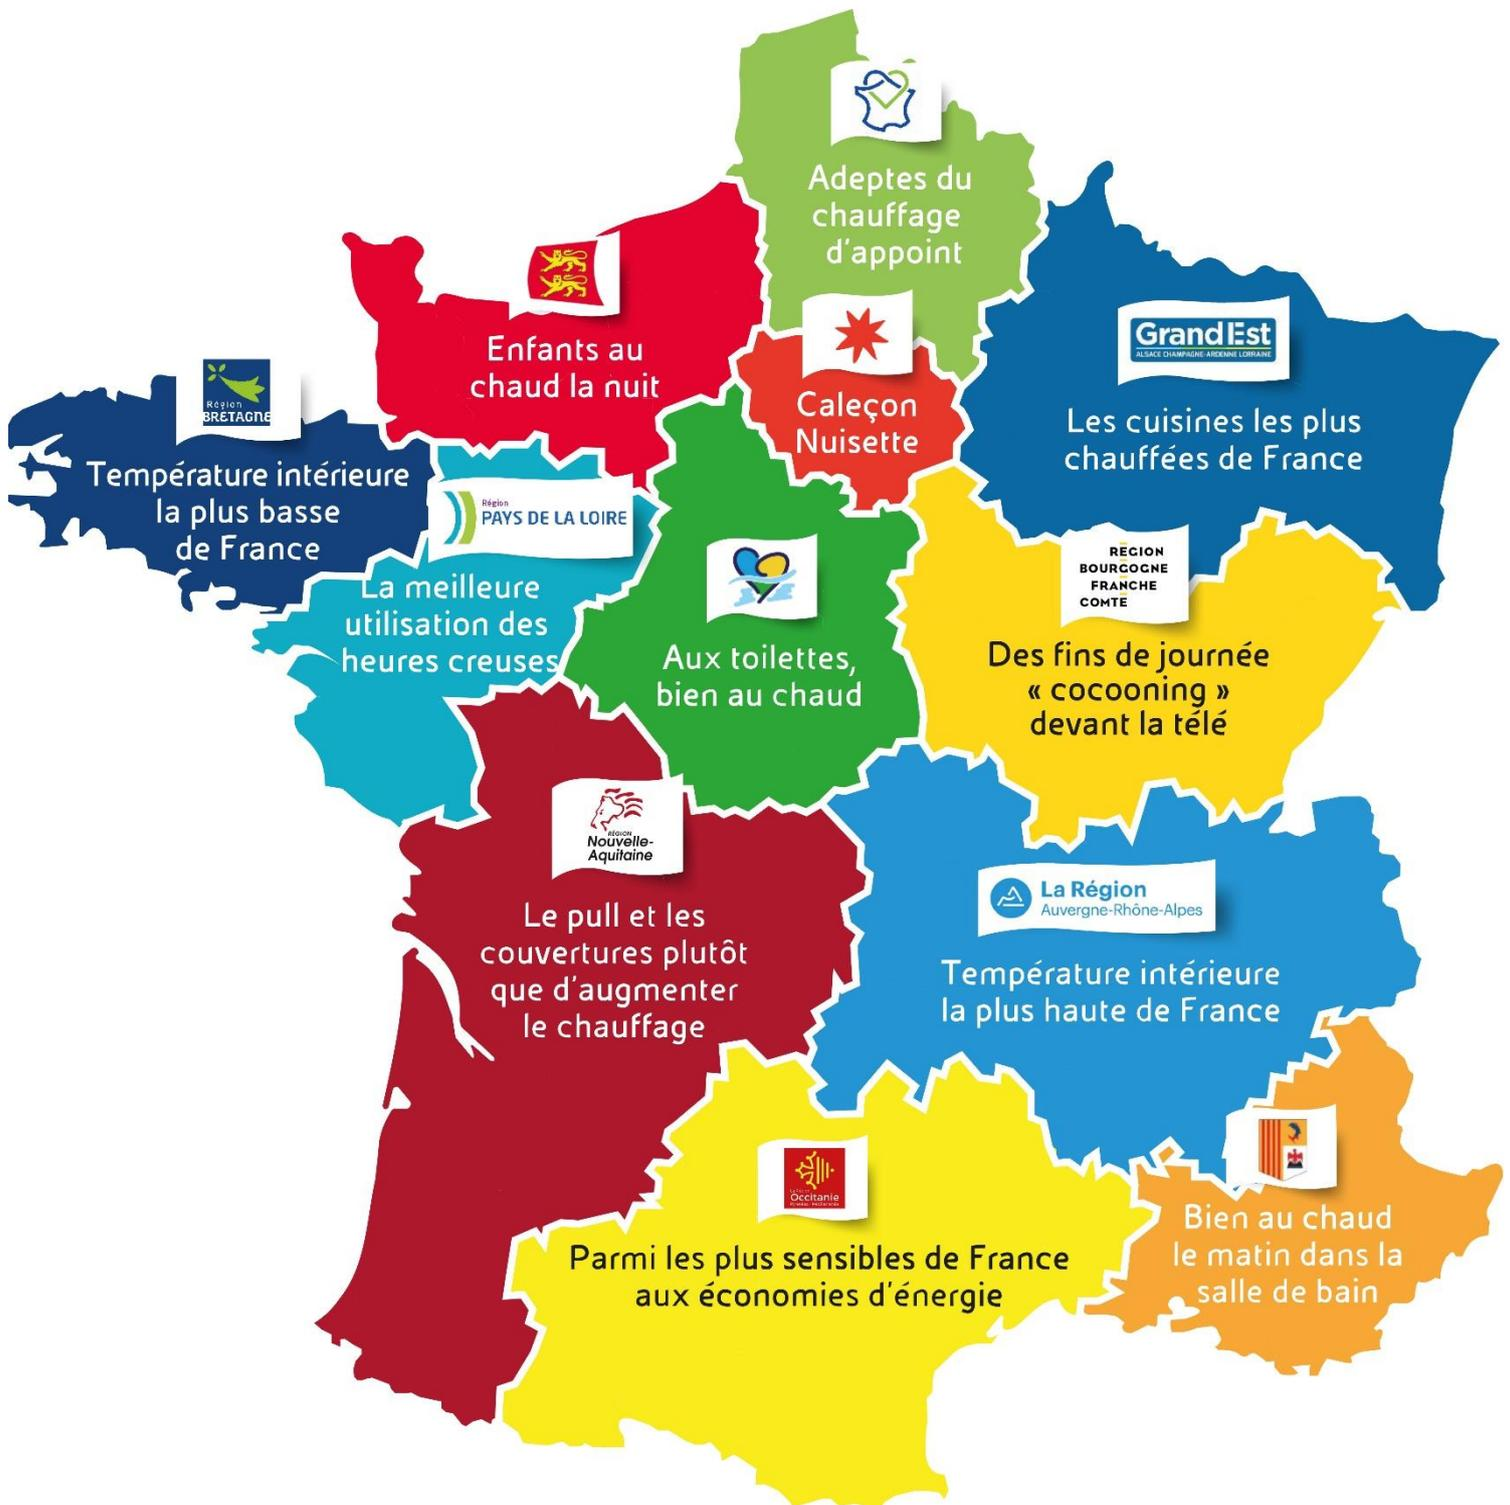 Adeptes du
chauffage
d'appoint
Enfants au
chaud la nuit
Caleçon
Nuisette
GrandEst
ALSACE CHAMPAGNE-ARDENNE LORRAINE
Les cuisines les plus
chauffées de France
Région
BRETAGNE
Température intérieure
la plus basse
de France
Région
PAYS DE LA LOIRE
La meilleure
utilisation des
heures creuses
Aux toilettes,
bien au chaud
REGION
BOURGOGNE
FRANCHE
COMTE
Des fins de journée
« cocooning »
devant la télé
RÉGION
Nouvelle-
Aquitaine
Le pull et les
couvertures plutôt
que d'augmenter
le chauffage
La Région
Auvergne-Rhône-Alpes
Température intérieure
la plus haute de France
Occitanie
Parmi les plus sensibles de France
aux économies d'énergie
Bien au chaud
le matin dans la
salle de bain